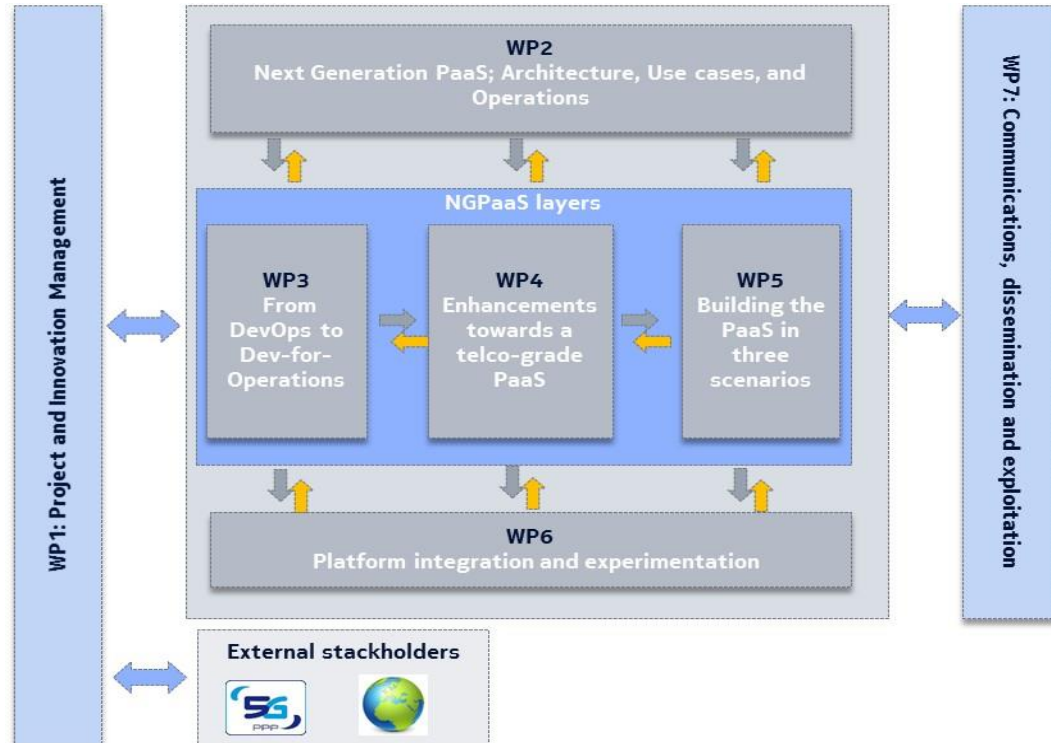 WP1: Project and Innovation Management
WP2
Next Generation PaaS; Architecture, Use cases, and
Operations
NGPaaS layers
WP3
From
DevOps to
Dev-for-
Operations
WP4
Enhancements
towards a
telco-grade
PaaS
WP5
Building the
PaaS in
three
scenarios
WP6
Platform integration and experimentation
WP7: Communications, dissemination and exploitation
External stackholders
5G
PPP